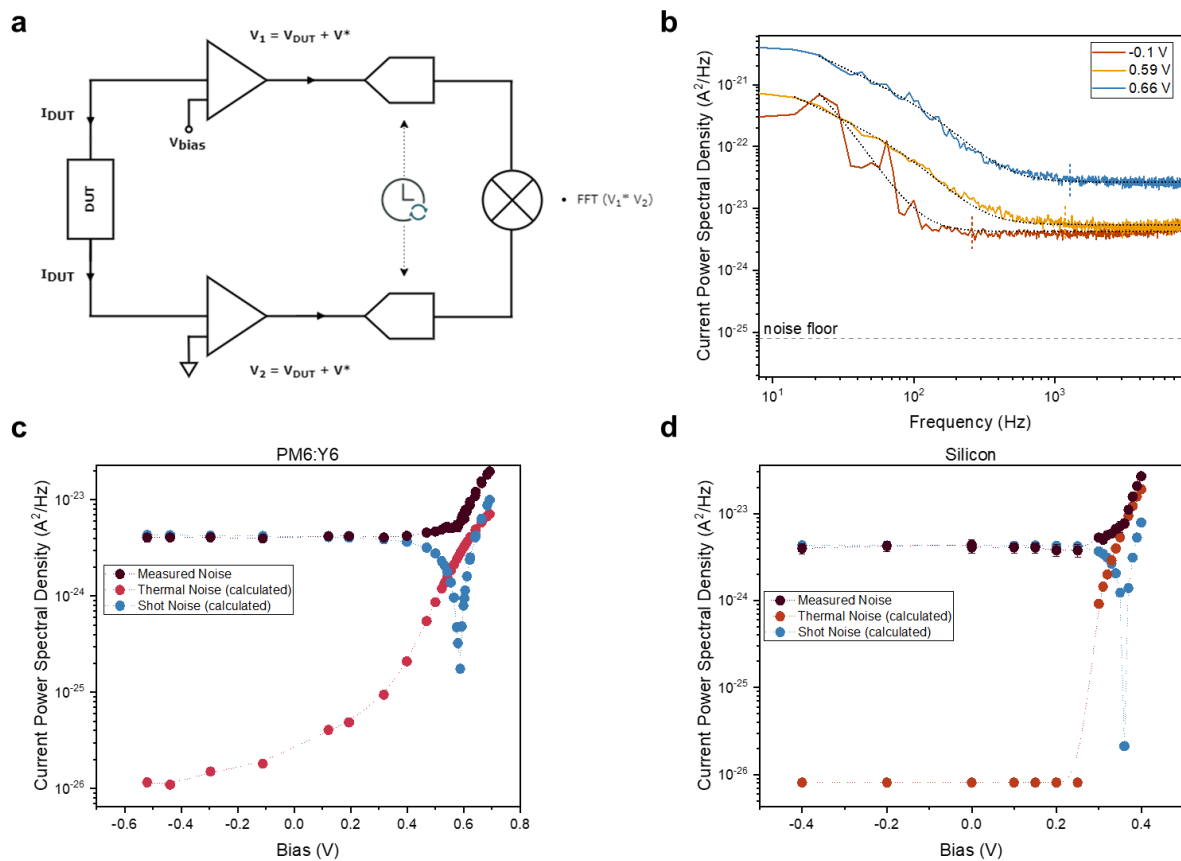 a
V₁ = V_DUT + V*
I_DUT
V_bias
DUT
• FFT (V₁* V₂)
I_DUT
V₂ = V_DUT + V*
b
Current Power Spectral Density (A²/Hz)
10⁻²¹
10⁻²²
10⁻²³
10⁻²⁴
10⁻²⁵
-0.1 V
0.59 V
0.66 V
noise floor
10¹
10²
10³
Frequency (Hz)
c
PM6:Y6
Current Power Spectral Density (A²/Hz)
10⁻²³
10⁻²⁴
10⁻²⁵
10⁻²⁶
Measured Noise
Thermal Noise (calculated)
Shot Noise (calculated)
-0.6
-0.4
-0.2
0.0
0.2
0.4
0.6
0.8
Bias (V)
d
Silicon
Current Power Spectral Density (A²/Hz)
10⁻²³
10⁻²⁴
10⁻²⁵
10⁻²⁶
Measured Noise
Thermal Noise (calculated)
Shot Noise (calculated)
-0.4
-0.2
0.0
0.2
0.4
Bias (V)